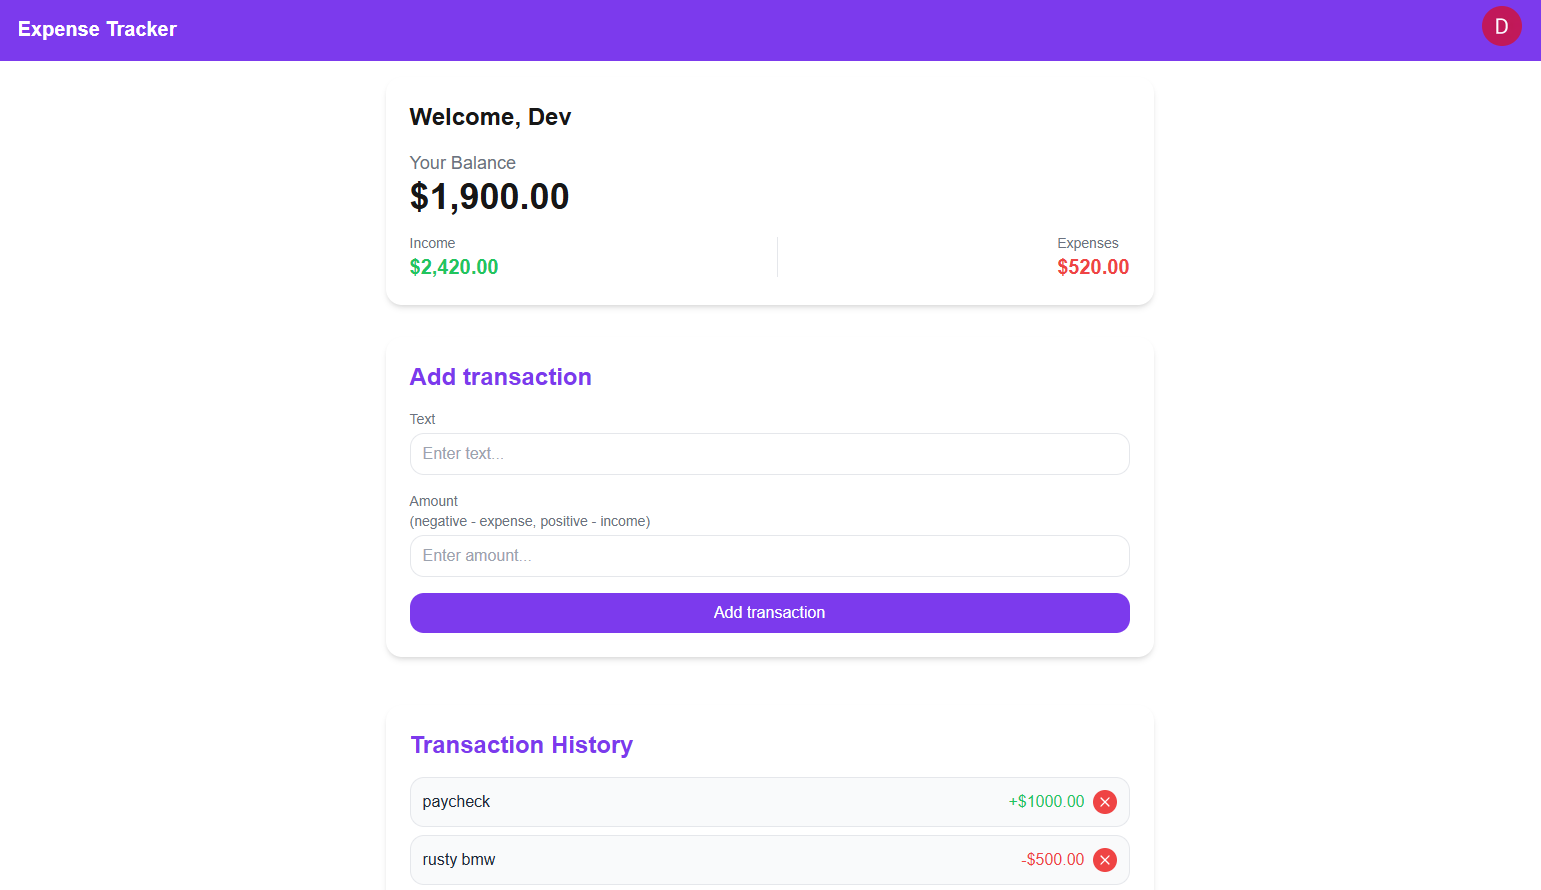 Expense Tracker
D
Welcome, Dev
Your Balance
$1,900.00
Income
Expenses
$2,420.00
$520.00
Add transaction
Text
Enter text...
Amount
(negative - expense, positive - income)
Enter amount...
Add transaction
Transaction History
paycheck +$1000.00
rusty bmw -$500.00